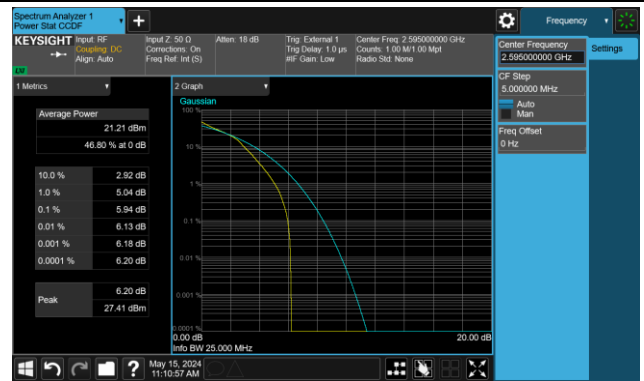 Spectrum Analyzer 1
Power Stat CCDF
Frequency
KEYSIGHT
Input: RF
Coupling: DC
Align: Auto
Input Z: 50 Ω
Corrections: On
Freq Ref: Int (S)
Atten: 18 dB
Trig: External 1
Trig Delay: 1.0 µs
#IF Gain: Low
Center Freq: 2.595000000 GHz
Counts: 1.00 M/1.00 Mpt
Radio Std: None
LW
Center Frequency
2.595000000 GHz
Settings
CF Step
5.000000 MHz
Auto
Man
Freq Offset
0 Hz
1 Metrics
Average Power
21.21 dBm
46.80 % at 0 dB
10.0 % 2.92 dB
1.0 % 5.04 dB
0.1 % 5.94 dB
0.01 % 6.13 dB
0.001 % 6.18 dB
0.0001 % 6.20 dB
Peak
6.20 dB
27.41 dBm
2 Graph
Gaussian
100 %
10 %
1 %
0.1 %
0.01 %
0.001 %
0.0001 %
0.00 dB
20.00 dB
Info BW 25.000 MHz
?
May 15, 2024
11:10:57 AM